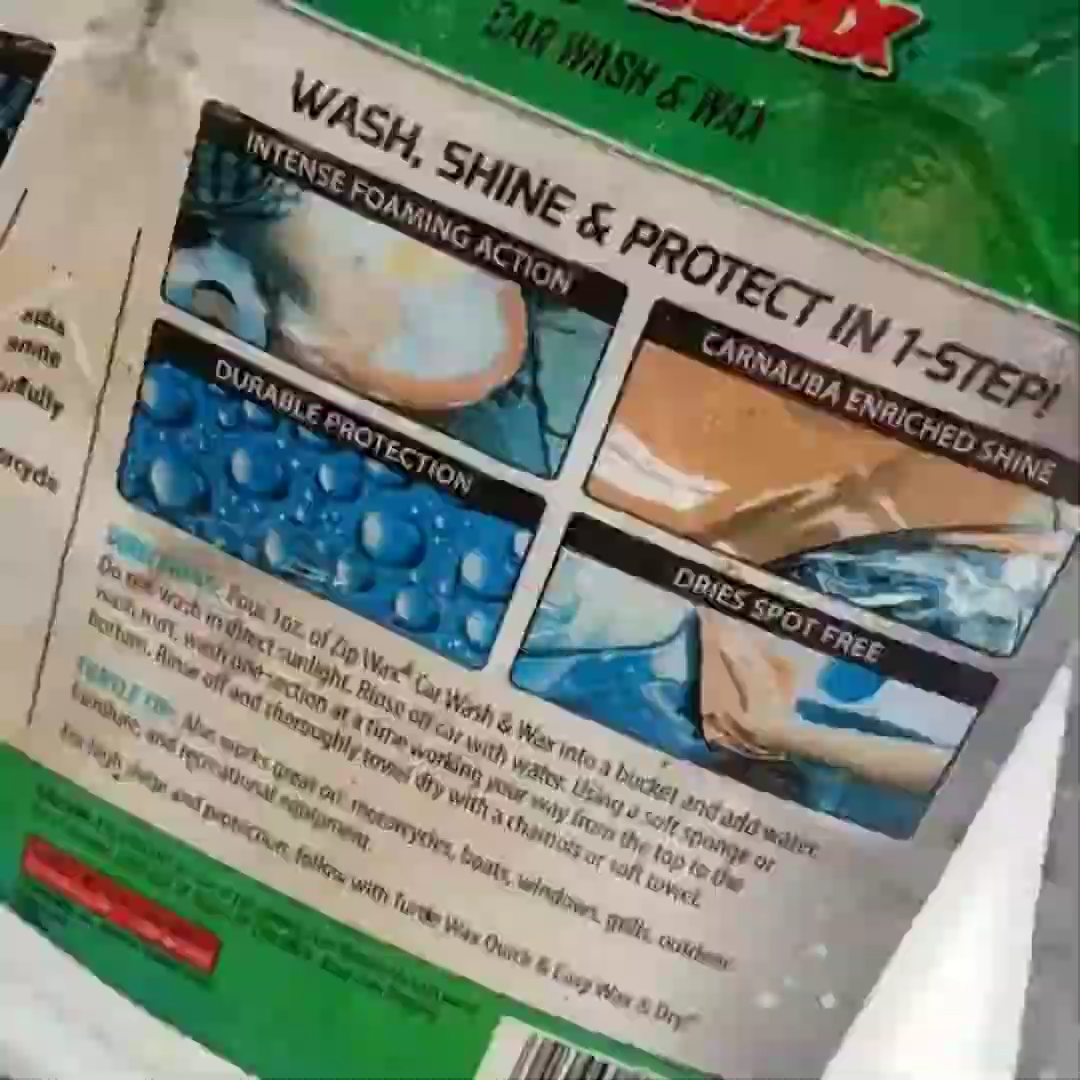 CAR WASH & WAX
WASH, SHINE & PROTECT IN 1-STEP!
INTENSE FOAMING ACTION
CARNAUBA ENRICHED SHINE
DURABLE PROTECTION
DRIES SPOT FREE
Pour 1oz. of Zip Wax® Car Wash & Wax into a bucket and add water.
Do not wash in direct sunlight. Rinse off car with water. Using a soft sponge or
wash mitt, wash one-section at a time working your way from the top to the
bottom. Rinse off and thoroughly towel dry with a chamois or soft towel.
TURTLE TIP: Also works great on: motorcycles, boats, windows, grills, outdoor
furniture, and recreational equipment.
For high shine and protection, follow with Turtle Wax Quick & Easy Wax & Dry®